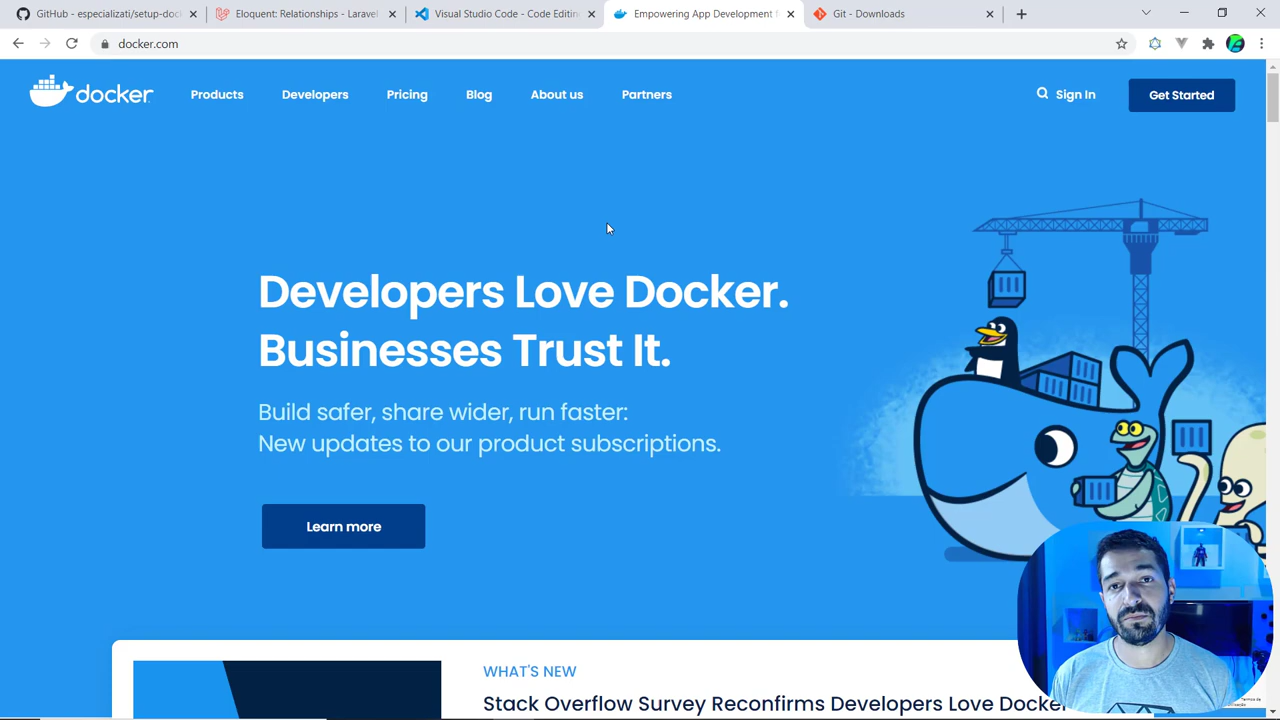 GitHub - especializati/setup-dock
Eloquent: Relationships - Laravel
Visual Studio Code - Code Editing
Empowering App Development f
Git - Downloads
docker.com
docker
Products
Developers
Pricing
Blog
About us
Partners
Sign In
Get Started
Developers Love Docker.
Businesses Trust It.
Build safer, share wider, run faster:
New updates to our product subscriptions.
Learn more
WHAT'S NEW
Stack Overflow Survey Reconfirms Developers Love Docker